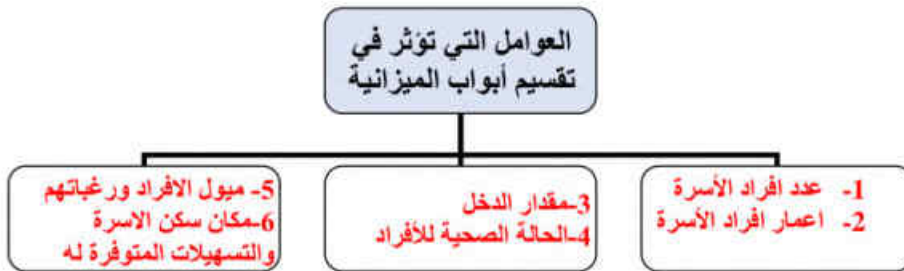 العوامل التي تؤثر في
تقسيم أبواب الميزانية
1- عدد افراد الأسرة
2- اعمار افراد الأسرة
3-مقدار الدخل
4-الحالة الصحية للأفراد
5- ميول الافراد ورغباتهم
6-مكان سكن الاسرة
والتسهيلات المتوفرة له